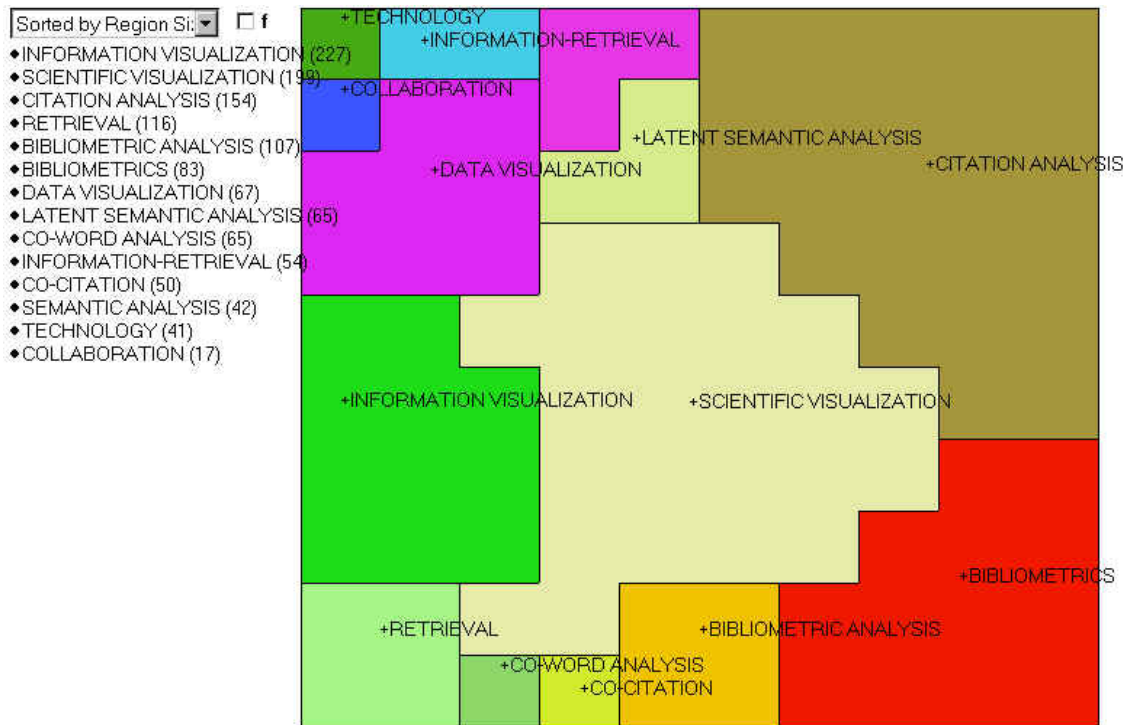 Sorted by Region Siz
f
INFORMATION VISUALIZATION (227)
SCIENTIFIC VISUALIZATION (199)
CITATION ANALYSIS (154)
RETRIEVAL (116)
BIBLIOMETRIC ANALYSIS (107)
BIBLIOMETRICS (83)
DATA VISUALIZATION (67)
LATENT SEMANTIC ANALYSIS (65)
CO-WORD ANALYSIS (65)
INFORMATION-RETRIEVAL (54)
CO-CITATION (50)
SEMANTIC ANALYSIS (42)
TECHNOLOGY (41)
COLLABORATION (17)
+TECHNOLOGY
+INFORMATION-RETRIEVAL
+COLLABORATION
+LATENT SEMANTIC ANALYSIS
+CITATION ANALYSIS
+DATA VISUALIZATION
+INFORMATION VISUALIZATION
+SCIENTIFIC VISUALIZATION
+BIBLIOMETRICS
+RETRIEVAL
+BIBLIOMETRIC ANALYSIS
+CO-WORD ANALYSIS
+CO-CITATION